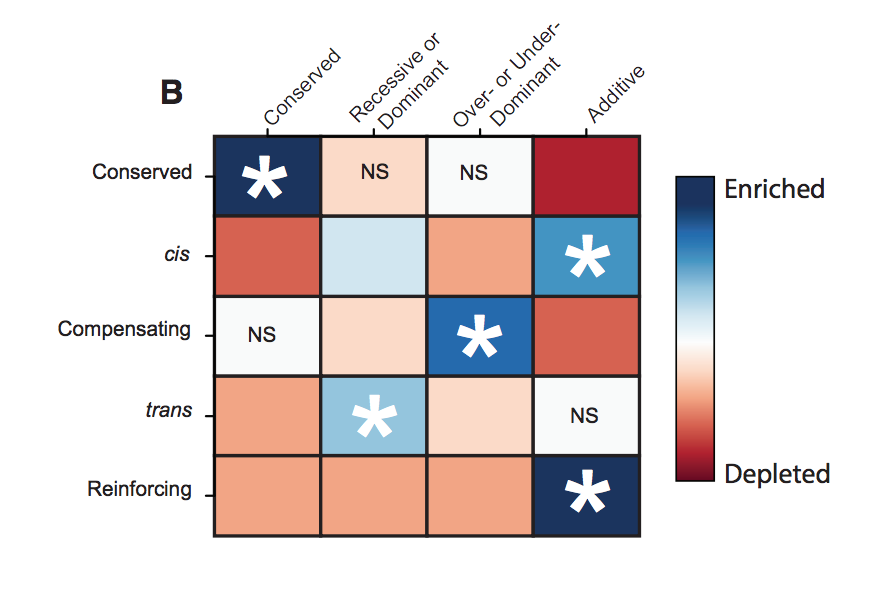 B
Conserved
Recessive or
Dominant
Over- or Under-
Dominant
Additive
Conserved
NS
NS
*
Enriched
cis
*
Compensating
NS
*
trans
*
NS
Reinforcing
*
Depleted